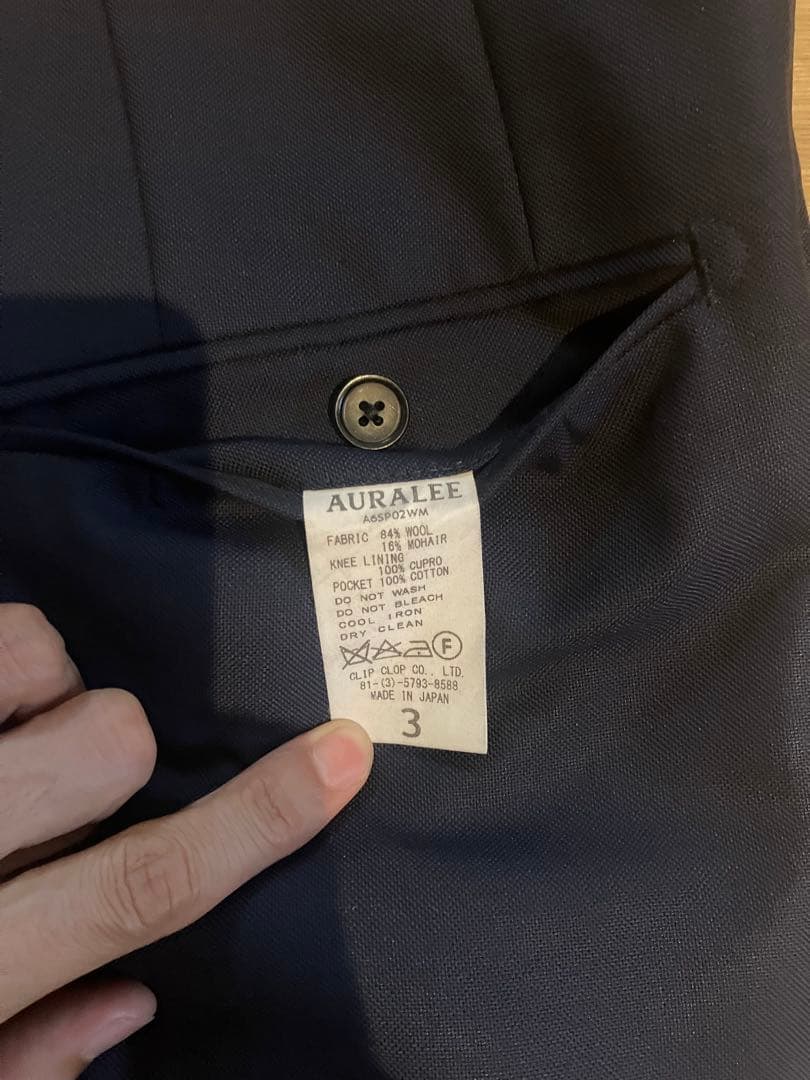 AURALEE
A6SP02WM
FABRIC 84% WOOL
16% MOHAIR
KNEE LINING
100% CUPRO
POCKET 100% COTTON
DO NOT WASH
DO NOT BLEACH
COOL IRON
DRY CLEAN
F
CLIP CLOP CO., LTD.
81-(3)-5793-8588
MADE IN JAPAN
3